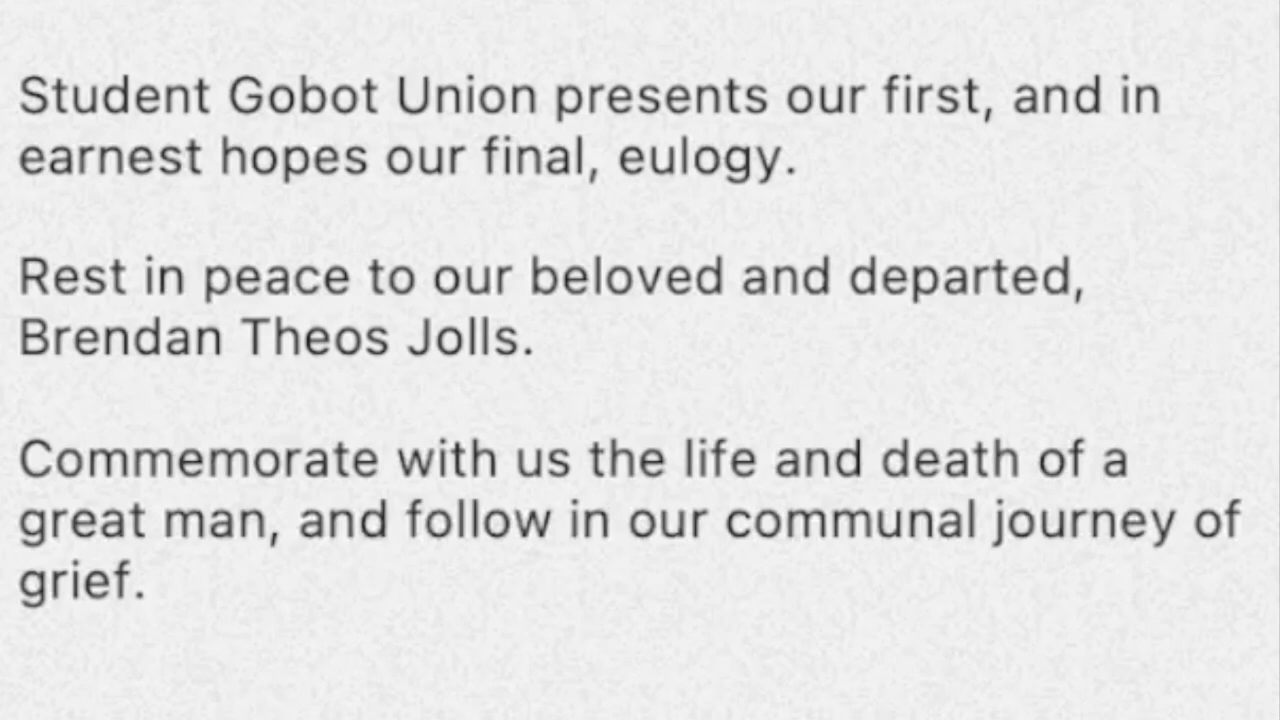 Student Gobot Union presents our first, and in
earnest hopes our final, eulogy.
Rest in peace to our beloved and departed,
Brendan Theos Jolls.
Commemorate with us the life and death of a
great man, and follow in our communal journey of
grief.